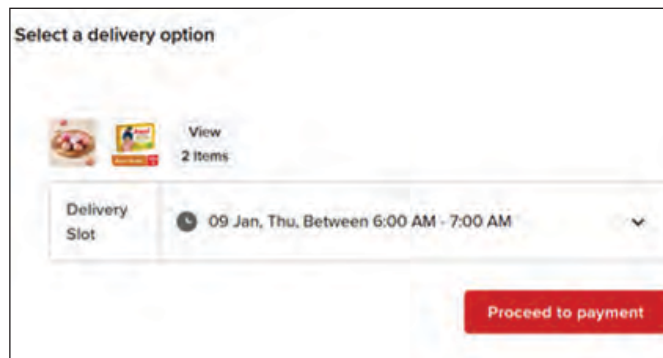 Select a delivery option
View
2 Items
Delivery
Slot
09 Jan, Thu, Between 6:00 AM - 7:00 AM
Proceed to payment